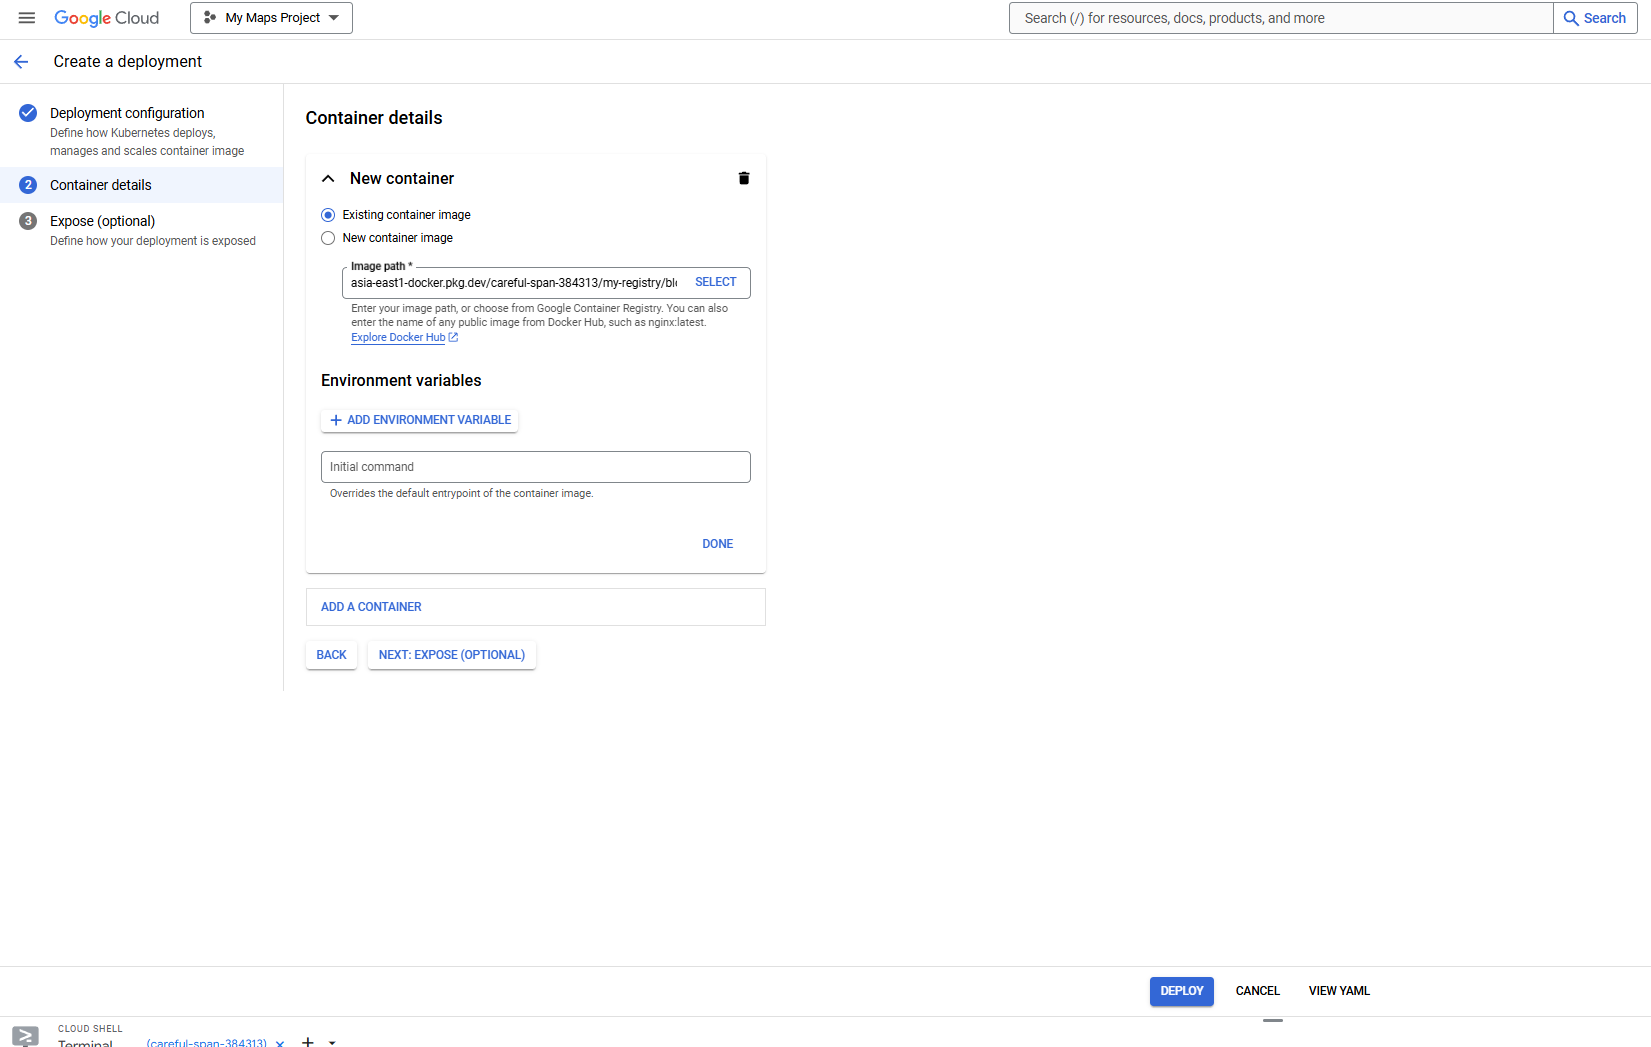 Google Cloud
My Maps Project
Search (/) for resources, docs, products, and more
Search
Create a deployment
Deployment configuration
Define how Kubernetes deploys,
manages and scales container image
2 Container details
3 Expose (optional)
Define how your deployment is exposed
Container details
New container
Existing container image
New container image
Image path *
asia-east1-docker.pkg.dev/careful-span-384313/my-registry/bl
SELECT
Enter your image path, or choose from Google Container Registry. You can also
enter the name of any public image from Docker Hub, such as nginx:latest.
Explore Docker Hub
Environment variables
+ ADD ENVIRONMENT VARIABLE
Initial command
Overrides the default entrypoint of the container image.
DONE
ADD A CONTAINER
BACK
NEXT: EXPOSE (OPTIONAL)
DEPLOY
CANCEL
VIEW YAML
CLOUD SHELL
Terminal
(careful-span-384313) × +